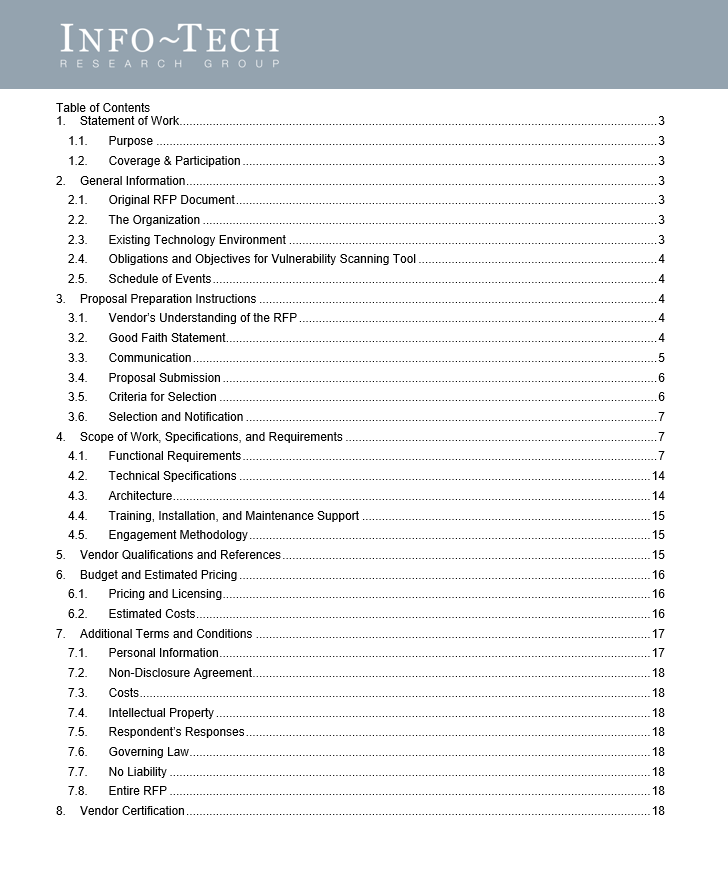 INFO~TECH
RESEARCH GROUP
Table of Contents
1. Statement of Work 3
1.1. Purpose 3
1.2. Coverage & Participation 3
2. General Information 3
2.1. Original RFP Document 3
2.2. The Organization 3
2.3. Existing Technology Environment 3
2.4. Obligations and Objectives for Vulnerability Scanning Tool 4
2.5. Schedule of Events 4
3. Proposal Preparation Instructions 4
3.1. Vendor’s Understanding of the RFP 4
3.2. Good Faith Statement 4
3.3. Communication 5
3.4. Proposal Submission 6
3.5. Criteria for Selection 6
3.6. Selection and Notification 7
4. Scope of Work, Specifications, and Requirements 7
4.1. Functional Requirements 7
4.2. Technical Specifications 14
4.3. Architecture 14
4.4. Training, Installation, and Maintenance Support 15
4.5. Engagement Methodology 15
5. Vendor Qualifications and References 15
6. Budget and Estimated Pricing 16
6.1. Pricing and Licensing 16
6.2. Estimated Costs 16
7. Additional Terms and Conditions 17
7.1. Personal Information 17
7.2. Non-Disclosure Agreement 18
7.3. Costs 18
7.4. Intellectual Property 18
7.5. Respondent’s Responses 18
7.6. Governing Law 18
7.7. No Liability 18
7.8. Entire RFP 18
8. Vendor Certification 18